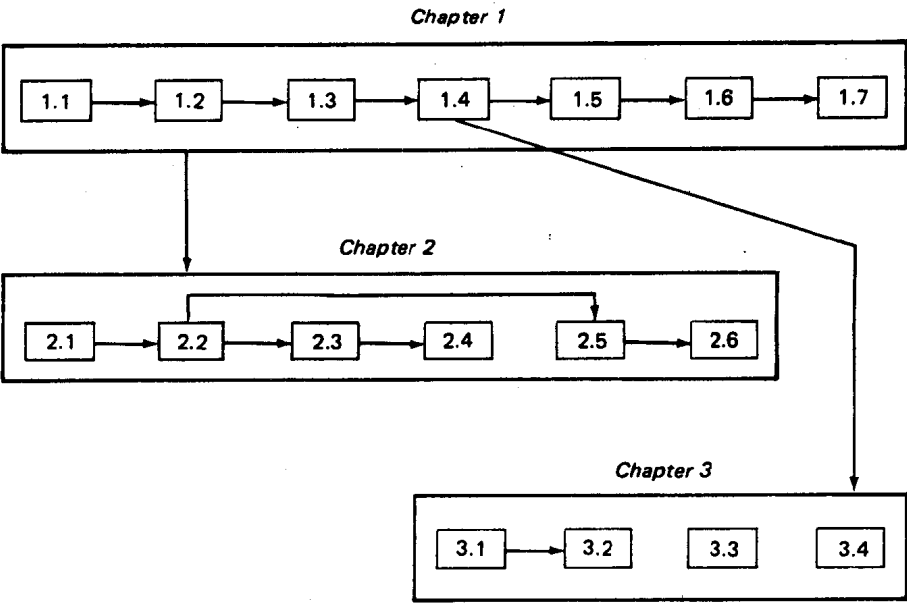 Chapter 1
1.1 1.2 1.3 1.4 1.5 1.6 1.7
Chapter 2
2.1 2.2 2.3 2.4 2.5 2.6
Chapter 3
3.1 3.2 3.3 3.4